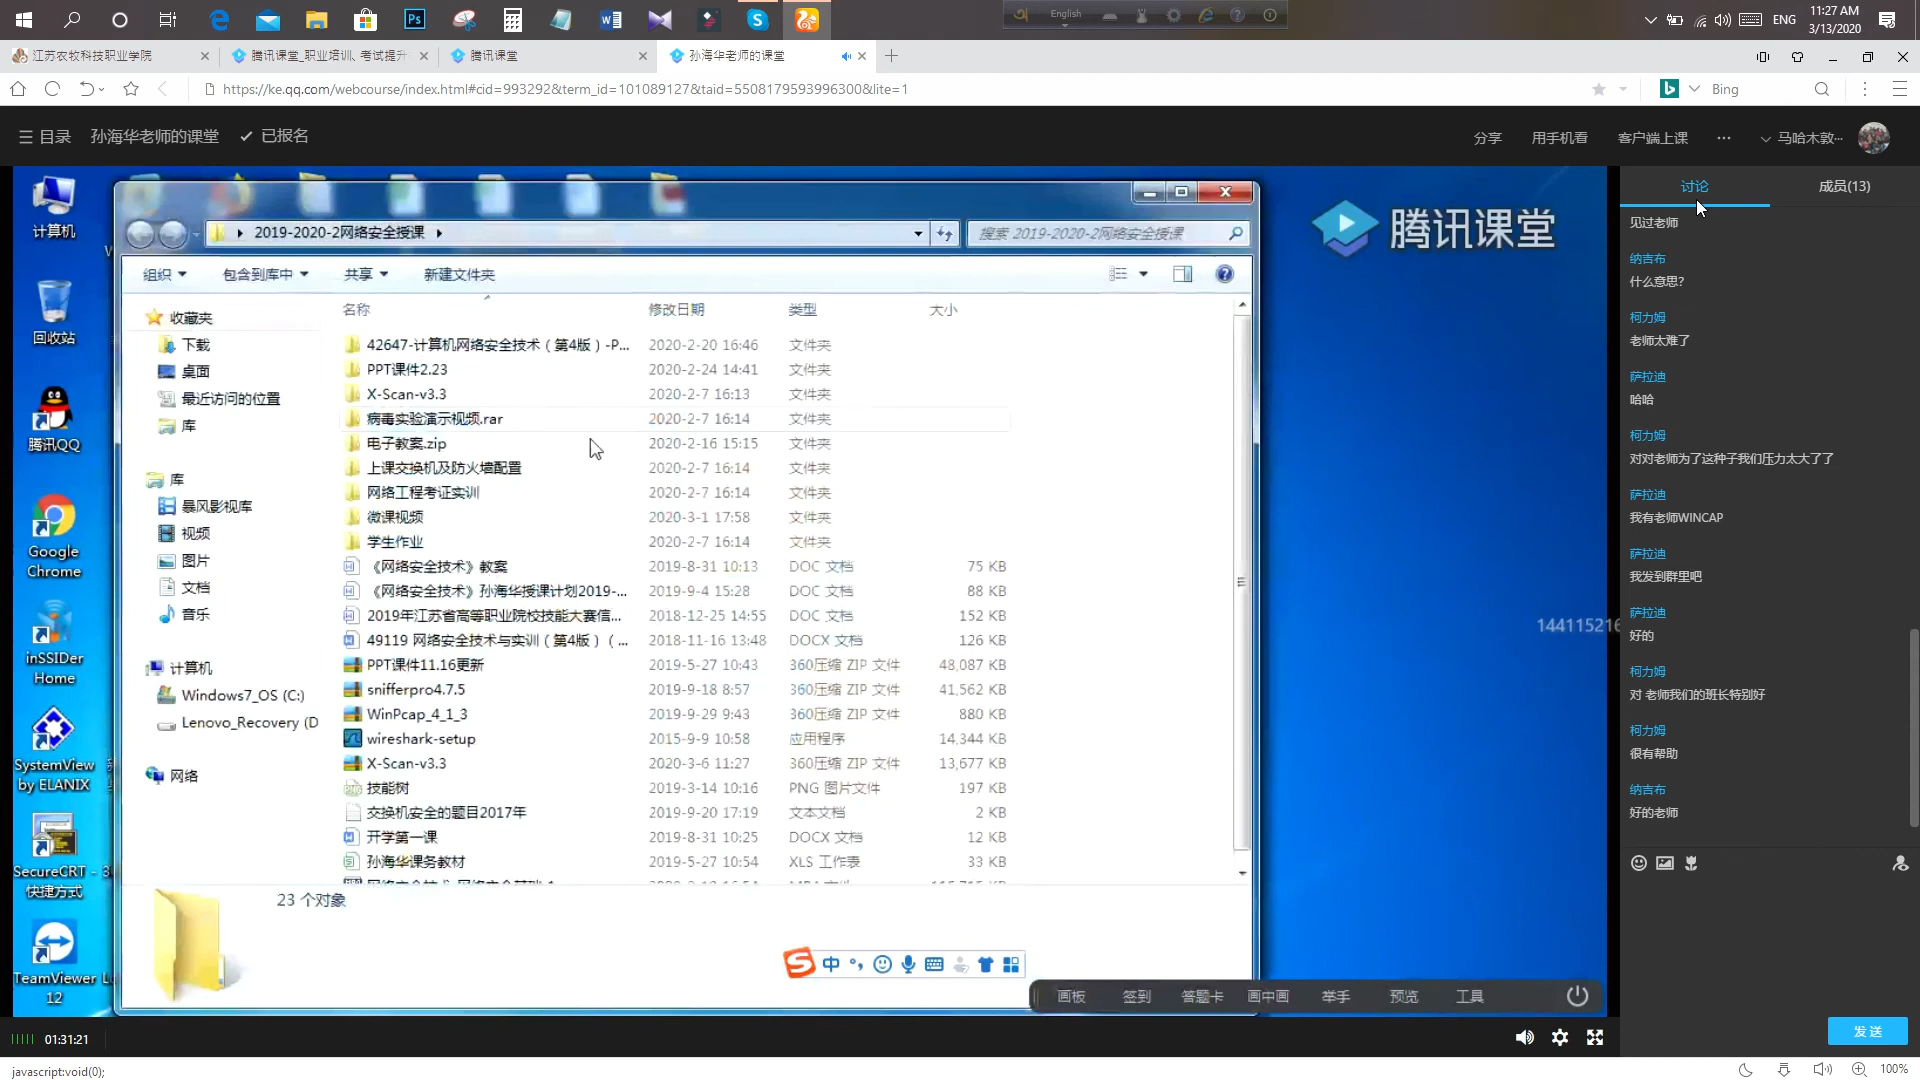 English
ENG
11:27 AM
3/13/2020
江苏农牧科技职业学院
腾讯课堂_职业培训、考试提升
腾讯课堂
孙海华老师的课堂
https://ke.qq.com/webcourse/index.html#cid=993292&term_id=101089127&taid=5508179593996300&lite=1
Bing
目录 孙海华老师的课堂 已报名
分享 用手机看 客户端上课 马哈木敦...
计算机
回收站
腾讯QQ
Google
Chrome
inSSIDer
Home
SystemView
by ELANIX
SecureCRT
快捷方式
TeamViewer
12
2019-2020-2网络安全授课
搜索 2019-2020-2网络安全授课
组织 包含到库中 共享 新建文件夹
收藏夹
下载
桌面
最近访问的位置
库
库
暴风影视库
视频
图片
文档
音乐
计算机
Windows7_OS (C:)
Lenovo_Recovery (D
网络
名称 修改日期 类型 大小
42647-计算机网络安全技术（第4版）-P... 2020-2-20 16:46 文件夹
PPT课件2.23 2020-2-24 14:41 文件夹
X-Scan-v3.3 2020-2-7 16:13 文件夹
病毒实验演示视频.rar 2020-2-7 16:14 文件夹
电子教案.zip 2020-2-16 15:15 文件夹
上课交换机及防火墙配置 2020-2-7 16:14 文件夹
网络工程考证实训 2020-2-7 16:14 文件夹
微课视频 2020-3-1 17:58 文件夹
学生作业 2020-2-7 16:14 文件夹
《网络安全技术》教案 2019-8-31 10:13 DOC 文档 75 KB
《网络安全技术》孙海华授课计划2019-... 2019-9-4 15:28 DOC 文档 88 KB
2019年江苏省高等职业院校技能大赛信... 2018-12-25 14:55 DOC 文档 152 KB
49119 网络安全技术与实训（第4版）（... 2018-11-16 13:48 DOCX 文档 126 KB
PPT课件11.16更新 2019-5-27 10:43 360压缩 ZIP 文件 48,087 KB
snifferpro4.7.5 2019-9-18 8:57 360压缩 ZIP 文件 41,562 KB
WinPcap_4_1_3 2019-9-29 9:43 360压缩 ZIP 文件 880 KB
wireshark-setup 2015-9-9 10:58 应用程序 14,344 KB
X-Scan-v3.3 2020-3-6 11:27 360压缩 ZIP 文件 13,677 KB
技能树 2019-3-14 10:16 PNG 图片文件 197 KB
交换机安全的题目2017年 2019-9-20 17:19 文本文档 2 KB
开学第一课 2019-8-31 10:25 DOCX 文档 12 KB
孙海华课务教材 2019-5-27 10:54 XLS 工作表 33 KB
23 个对象
中
腾讯课堂
144115216
画板 签到 答题卡 画中画 举手 预览 工具
01:31:21
讨论 成员(13)
见过老师
纳吉布
什么意思?
柯力姆
老师太难了
萨拉迪
哈哈
柯力姆
对对老师为了这种子我们压力太大了了
萨拉迪
我有老师WINCAP
萨拉迪
我发到群里吧
萨拉迪
好的
柯力姆
对 老师我们的班长特别好
柯力姆
很有帮助
纳吉布
好的老师
发送
javascript:void(0);
100%